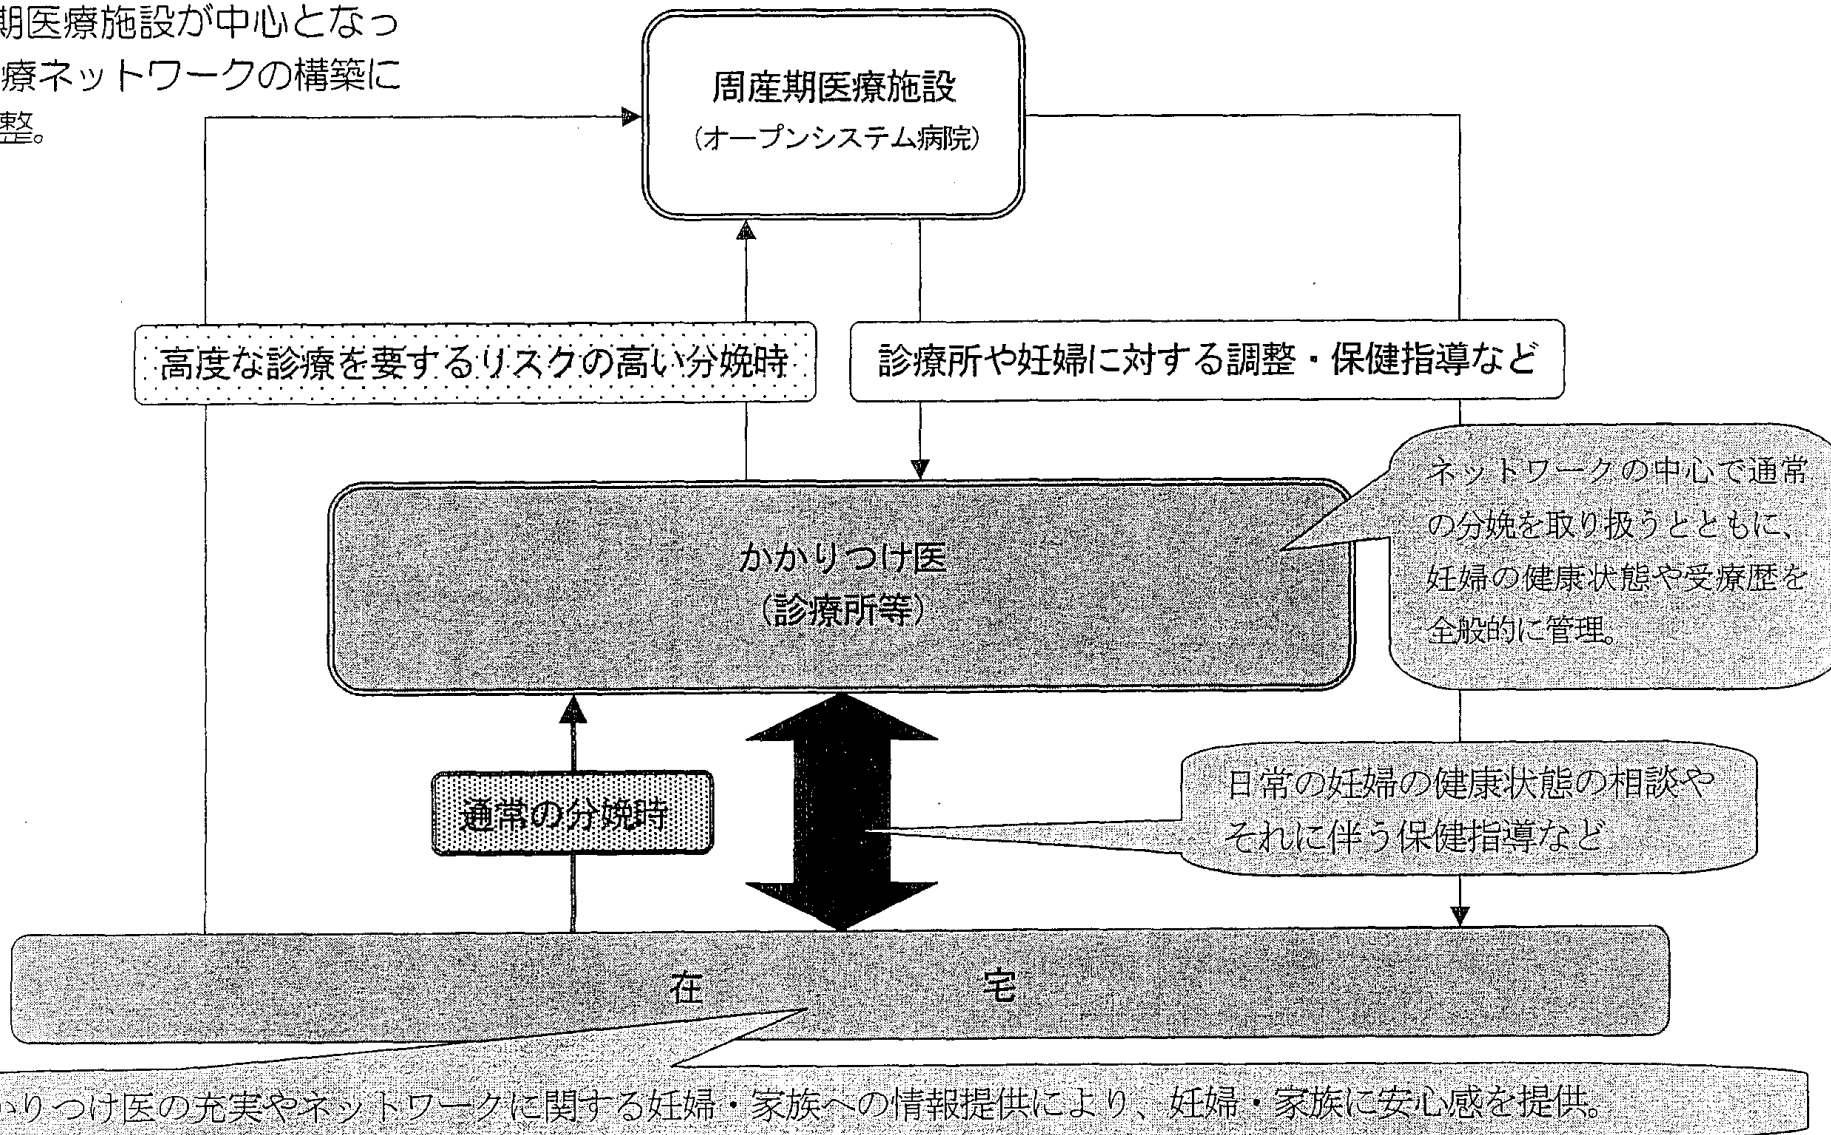 期医療施設が中心となっ
療ネットワークの構築に
整。
周産期医療施設
（オープンシステム病院）
高度な診療を要するリスクの高い分娩時
診療所や妊婦に対する調整・保健指導など
ネットワークの中心で通常
の分娩を取り扱うとともに、
妊婦の健康状態や受療歴を
全般的に管理。
かかりつけ医
（診療所等）
通常の分娩時
日常の妊婦の健康状態の相談や
それに伴う保健指導など
在宅
かりつけ医の充実やネットワークに関する妊婦・家族への情報提供により、妊婦・家族に安心感を提供。